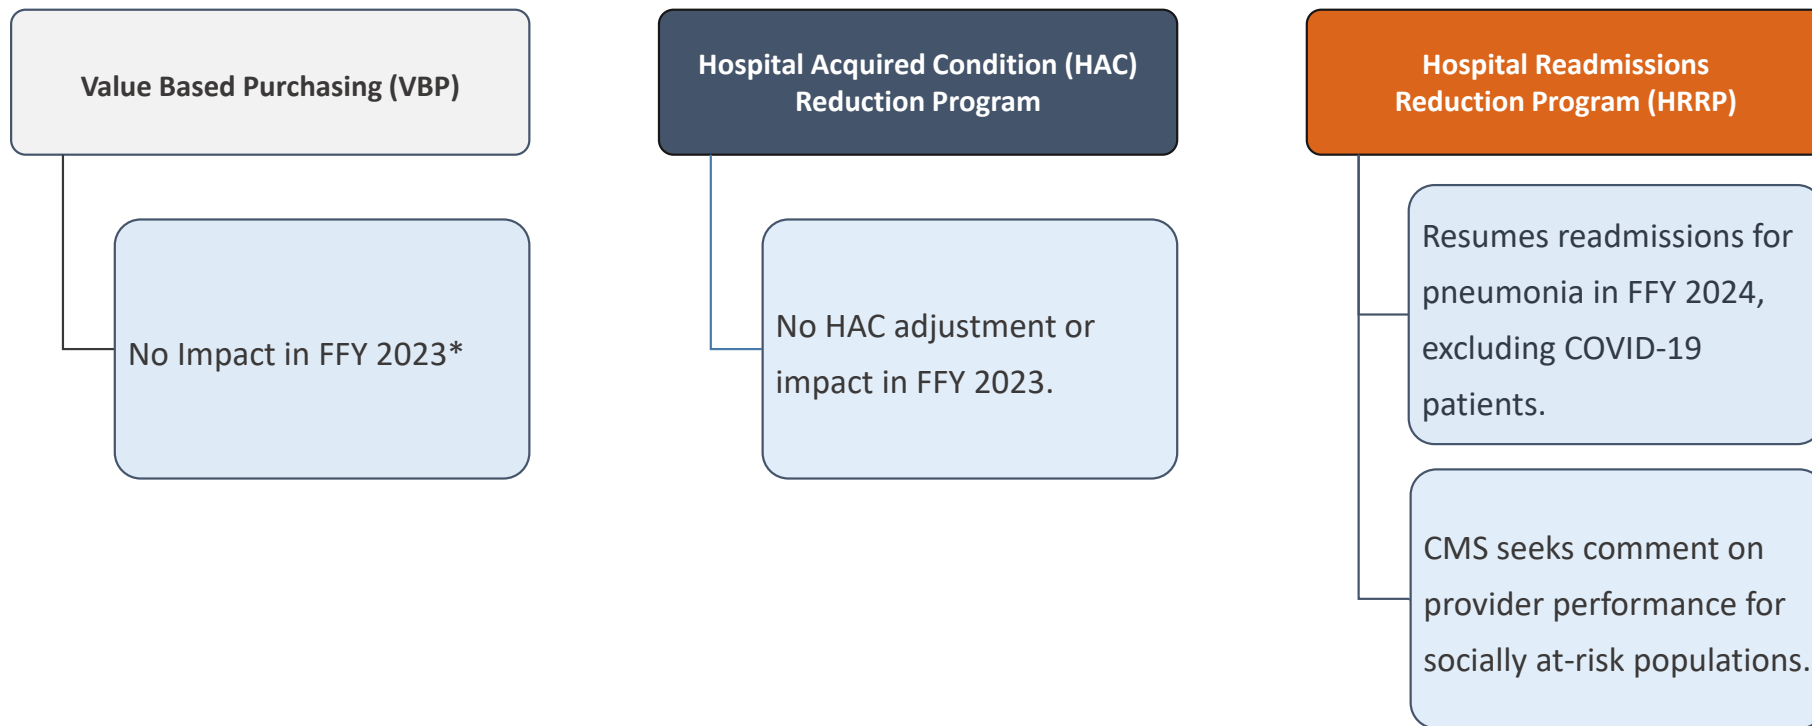 Value Based Purchasing (VBP)
No Impact in FFY 2023*
Hospital Acquired Condition (HAC)
Reduction Program
No HAC adjustment or
impact in FFY 2023.
Hospital Readmissions
Reduction Program (HRRP)
Resumes readmissions for
pneumonia in FFY 2024,
excluding COVID-19
patients.
CMS seeks comment on
provider performance for
socially at-risk populations.